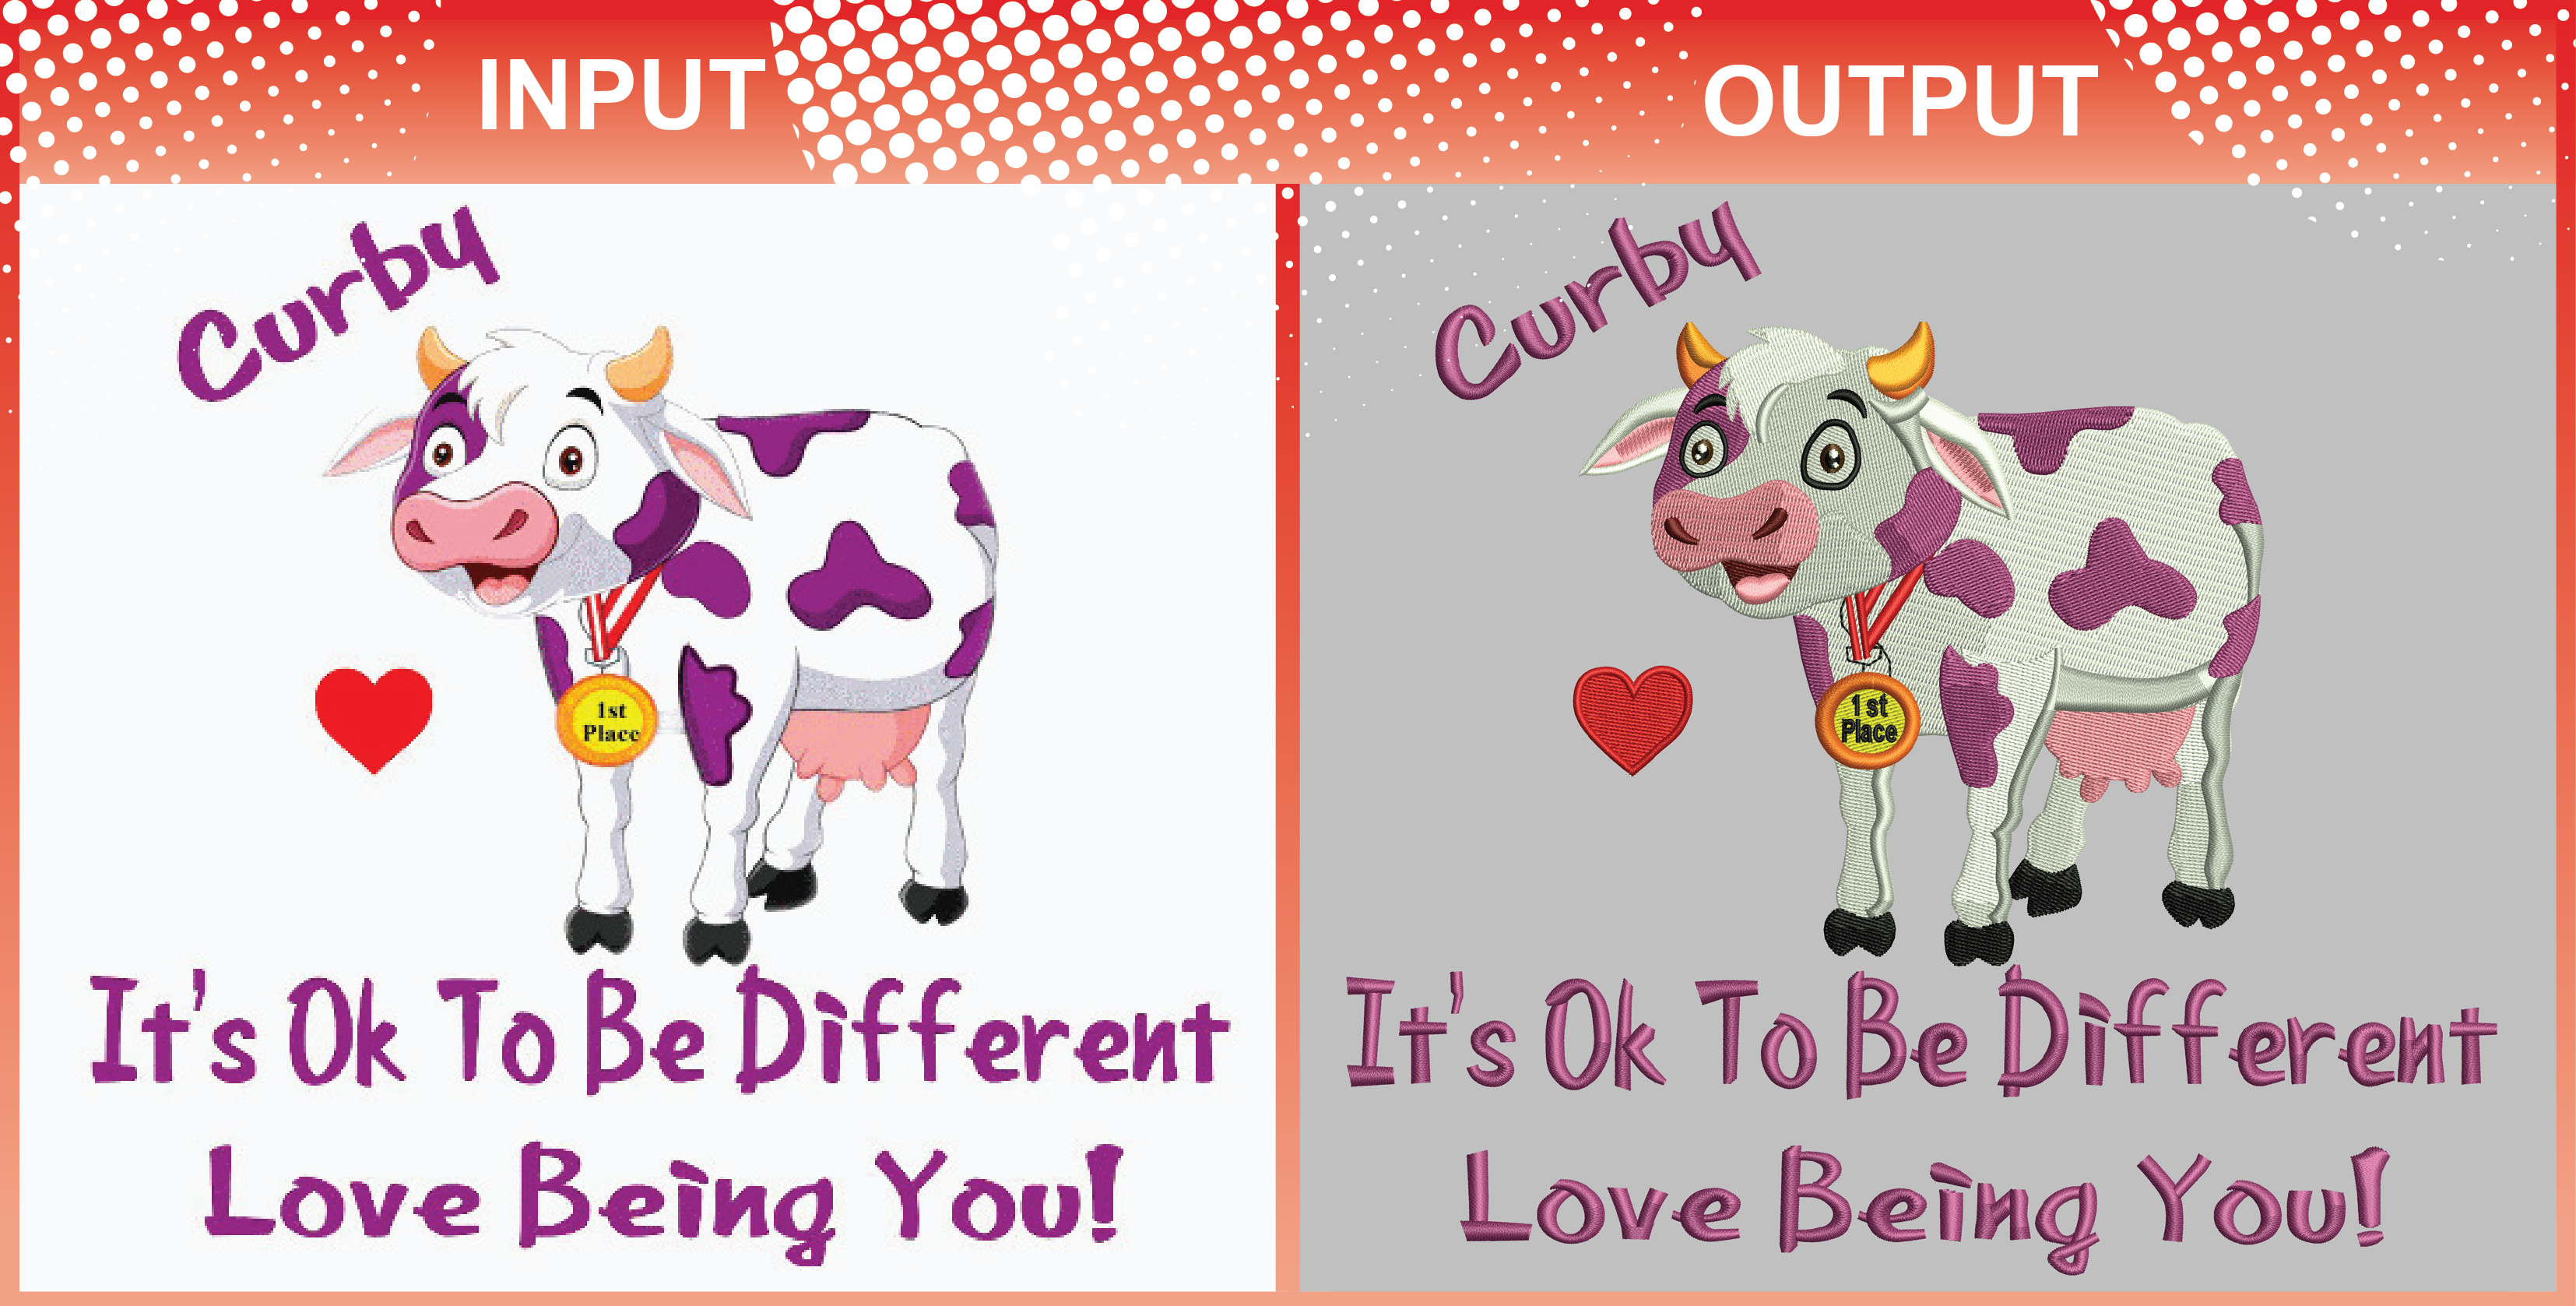 INPUT
OUTPUT
Curby
1st
Place
It's Ok To Be Different
Love Being You!
Curby
1st
Place
It's Ok To Be Different
Love Being You!